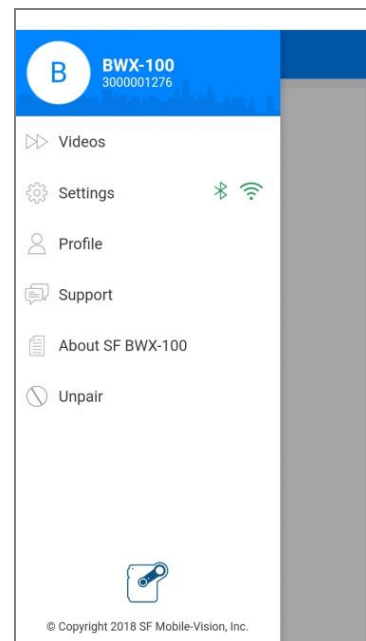 B
BWX-100
3000001276
Videos
Settings
Profile
Support
About SF BWX-100
Unpair
© Copyright 2018 SF Mobile-Vision, Inc.